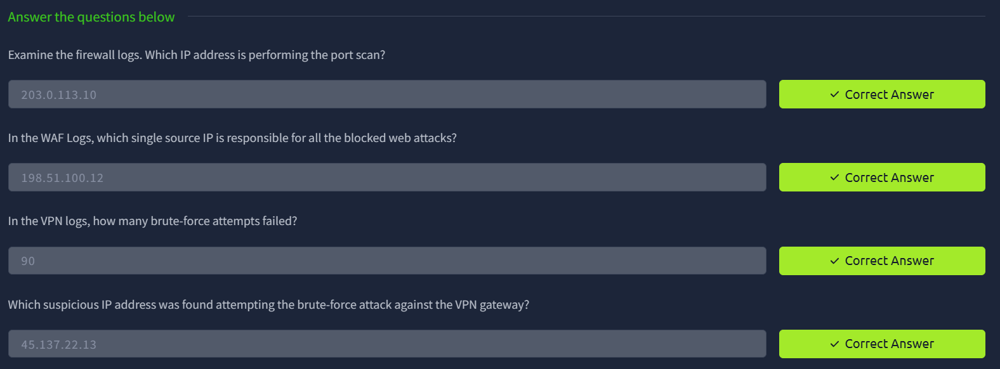 Answer the questions below
Examine the firewall logs. Which IP address is performing the port scan?
203.0.113.10
✓ Correct Answer
In the WAF Logs, which single source IP is responsible for all the blocked web attacks?
198.51.100.12
✓ Correct Answer
In the VPN logs, how many brute-force attempts failed?
90
✓ Correct Answer
Which suspicious IP address was found attempting the brute-force attack against the VPN gateway?
45.137.22.13
✓ Correct Answer